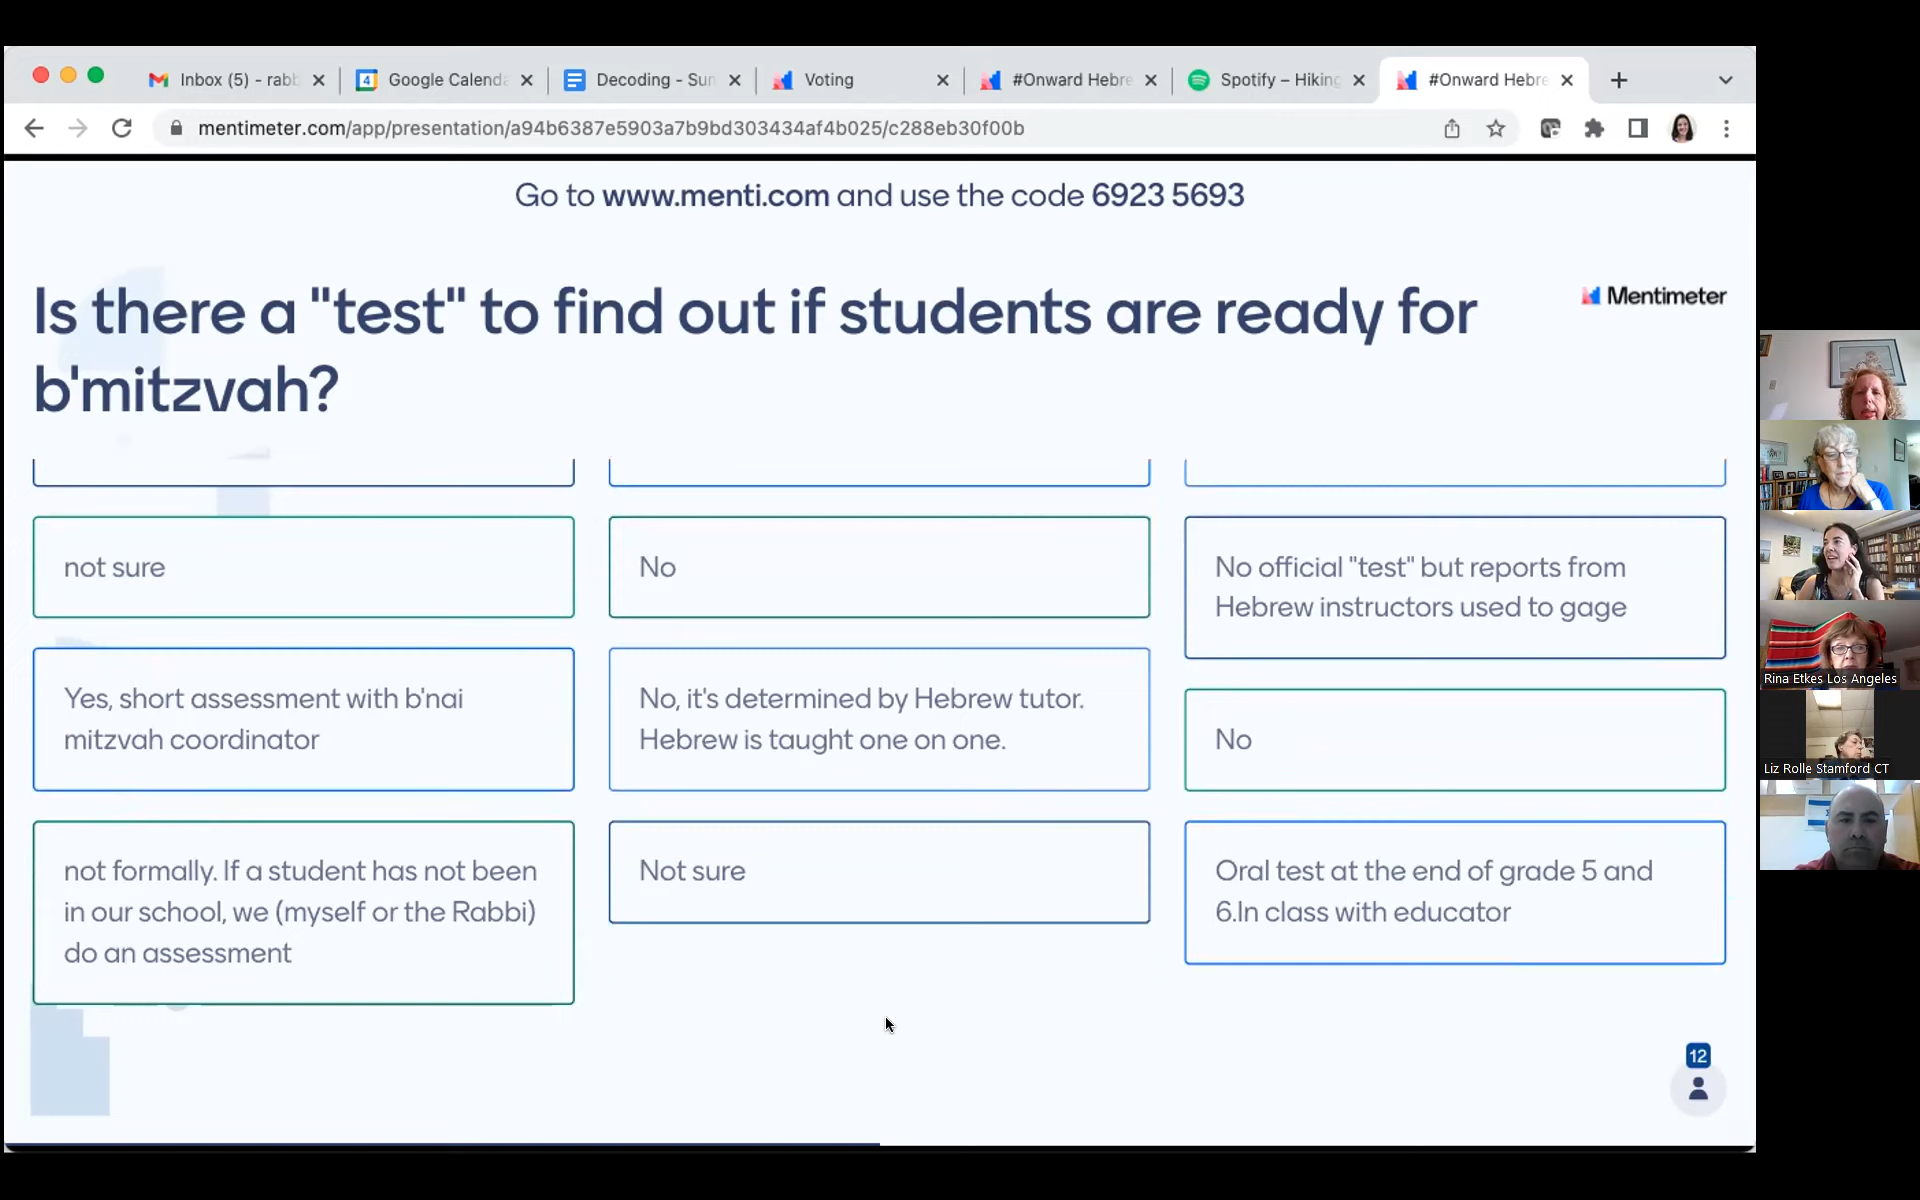 Inbox (5) - rabb
Google Calenda
Decoding - Sun
Voting
#Onward Hebre
Spotify – Hiking
#Onward Hebre
mentimeter.com/app/presentation/a94b6387e5903a7b9bd303434af4b025/c288eb30f00b
Go to www.menti.com and use the code 6923 5693
Is there a "test" to find out if students are ready for
b'mitzvah?
Mentimeter
not sure
No
No official "test" but reports from
Hebrew instructors used to gage
Yes, short assessment with b'nai
mitzvah coordinator
No, it's determined by Hebrew tutor.
Hebrew is taught one on one.
No
not formally. If a student has not been
in our school, we (myself or the Rabbi)
do an assessment
Not sure
Oral test at the end of grade 5 and
6.In class with educator
12
Rina Etkes Los Angeles
Liz Rolle Stamford CT